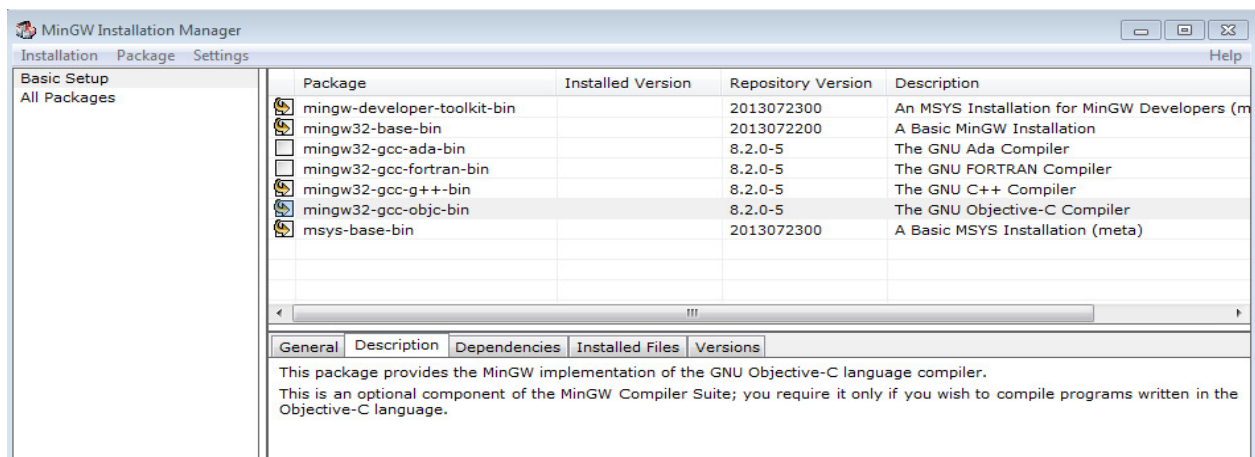 MinGW Installation Manager
Installation Package Settings Help
Basic Setup
All Packages
Package Installed Version Repository Version Description
mingw-developer-toolkit-bin 2013072300 An MSYS Installation for MinGW Developers (m
mingw32-base-bin 2013072200 A Basic MinGW Installation
mingw32-gcc-ada-bin 8.2.0-5 The GNU Ada Compiler
mingw32-gcc-fortran-bin 8.2.0-5 The GNU FORTRAN Compiler
mingw32-gcc-g++-bin 8.2.0-5 The GNU C++ Compiler
mingw32-gcc-objc-bin 8.2.0-5 The GNU Objective-C Compiler
msys-base-bin 2013072300 A Basic MSYS Installation (meta)
General Description Dependencies Installed Files Versions
This package provides the MinGW implementation of the GNU Objective-C language compiler.
This is an optional component of the MinGW Compiler Suite; you require it only if you wish to compile programs written in the
Objective-C language.